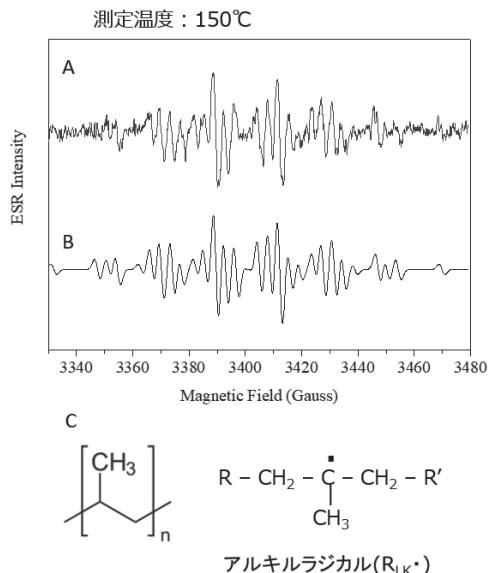 測定温度：150℃
A
B
ESR Intensity
3340 3360 3380 3400 3420 3440 3460 3480
Magnetic Field (Gauss)
C
CH3
n
R – CH2 – C – CH2 – R′
CH3
アルキルラジカル(RLK･)